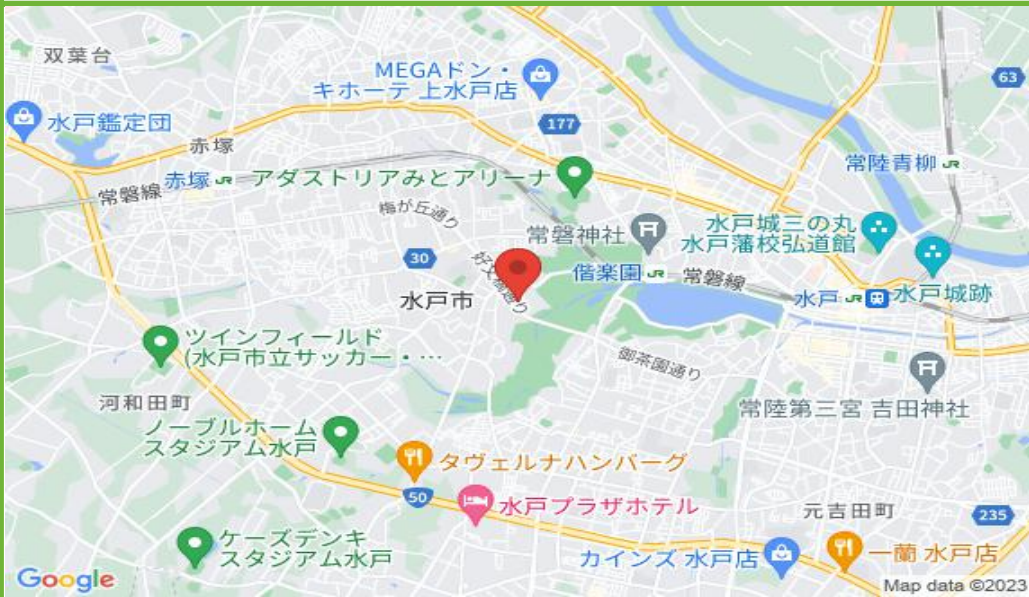 双葉台
MEGAドン・
キホーテ 上水戸店
63
水戸鑑定団
177
赤塚
常陸青柳 JR
常磐線
赤塚 JR
アダストリアみとアリーナ
梅が丘通り
水戸城三の丸
水戸藩校弘道館
常磐神社
30
好文橋通り
偕楽園 JR
常磐線
水戸市
水戸 JR
水戸城跡
ツインフィールド
(水戸市立サッカー・…
御茶園通り
河和田町
常陸第三宮 吉田神社
ノーブルホーム
スタジアム水戸
タヴェルナハンバーグ
50
水戸プラザホテル
元吉田町
235
ケーズデンキ
スタジアム水戸
カインズ 水戸店
一蘭 水戸店
Google
Map data ©2023